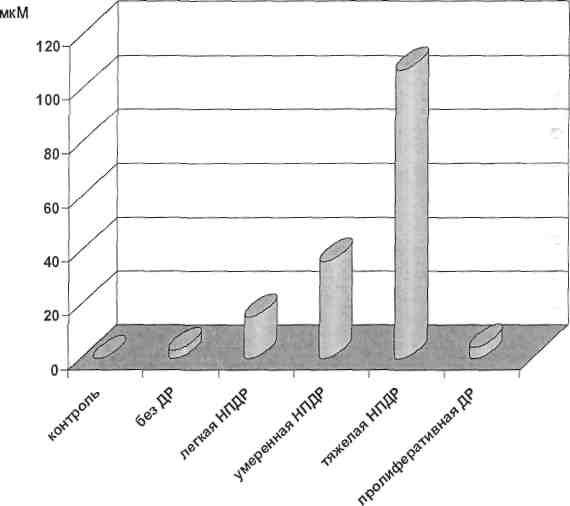 мкМ
120
100
80
60
40
20
0
контроль
без ДР
легкая НПДР
умеренная НПДР
тяжелая НПДР
пролиферативная ДР